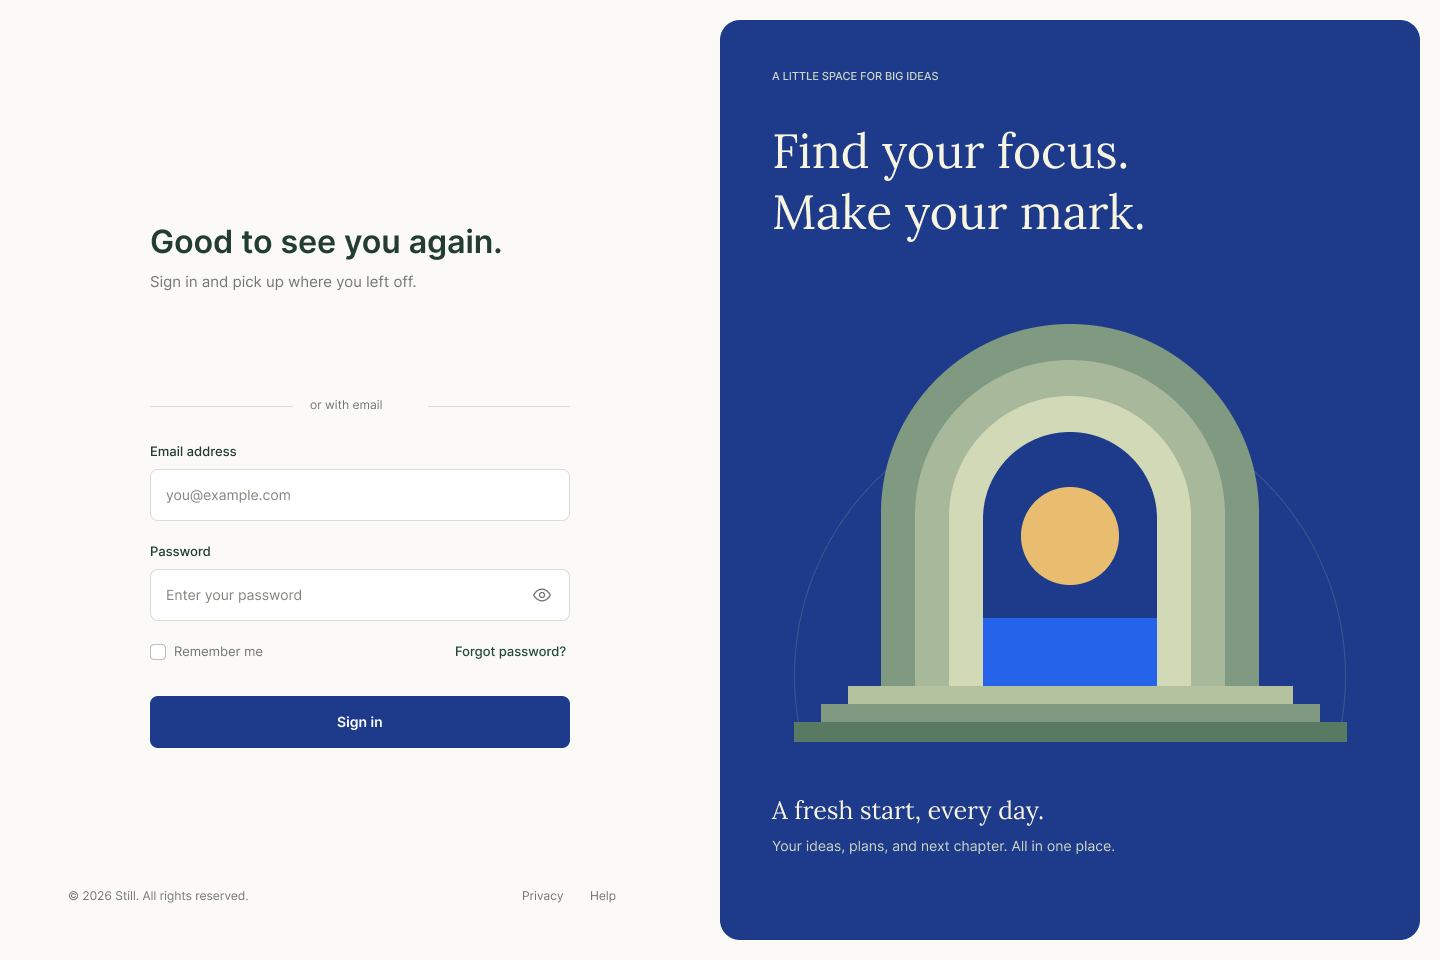 Good to see you again.
Sign in and pick up where you left off.
or with email
Email address
you@example.com
Password
Enter your password
Remember me
Forgot password?
Sign in
© 2026 Still. All rights reserved.
Privacy
Help
A LITTLE SPACE FOR BIG IDEAS
Find your focus.
Make your mark.
A fresh start, every day.
Your ideas, plans, and next chapter. All in one place.